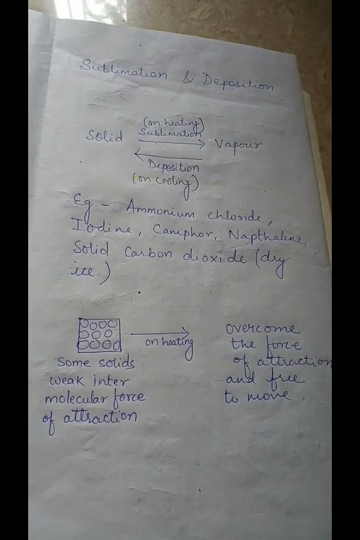 Sublimation & Deposition
(on heating)
Sublimation
Solid Vapour
Deposition
(on cooling)
Eg - Ammonium chloride,
Iodine, Camphor, Napthalene,
Solid Carbon dioxide (dry
ice)
on heating
Some solids
weak inter
molecular force
of attraction
overcome
the force
of attraction
and free
to move.